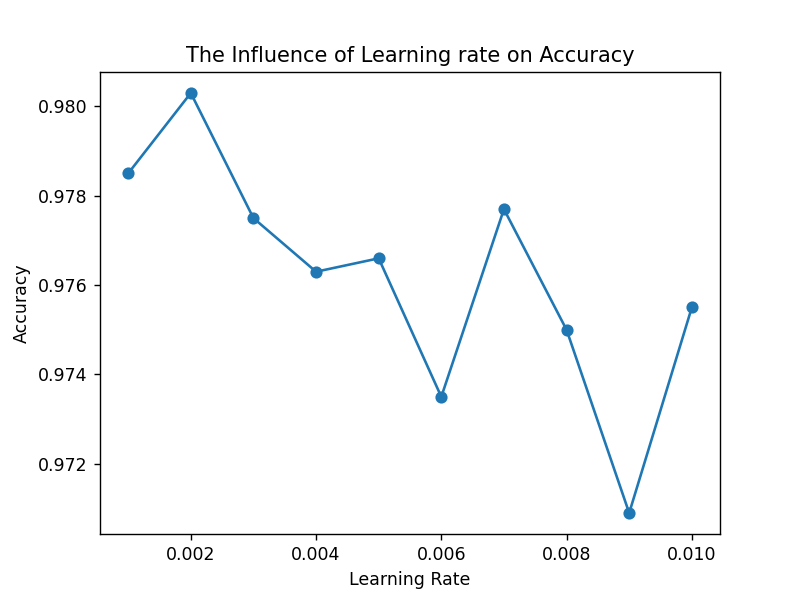 The Influence of Learning rate on Accuracy
0.980
0.978
0.976
0.974
0.972
Accuracy
0.002 0.004 0.006 0.008 0.010
Learning Rate